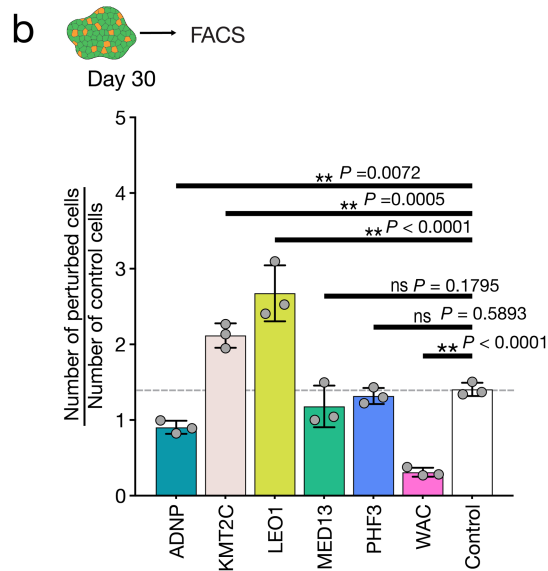 b
FACS
Day 30
Number of perturbed cells
Number of control cells
5
4
3
2
1
0
** P =0.0072
** P =0.0005
** P < 0.0001
ns P = 0.1795
ns P = 0.5893
** P < 0.0001
ADNP
KMT2C
LEO1
MED13
PHF3
WAC
Control